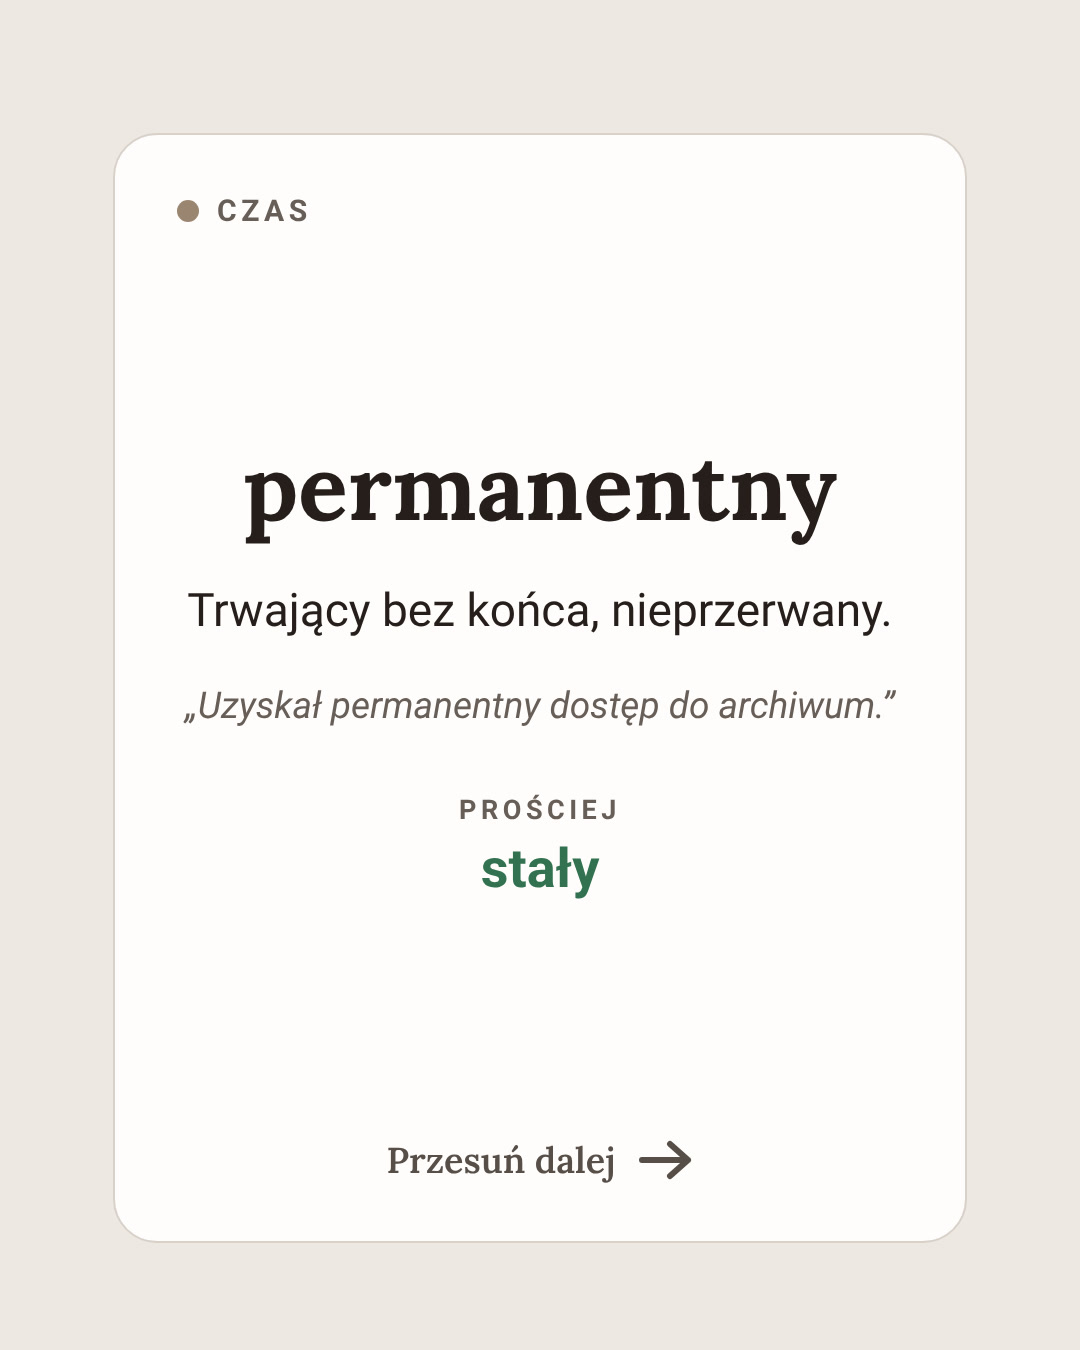 CZAS
permanentny
Trwający bez końca, nieprzerwany.
„Uzyskał permanentny dostęp do archiwum.”
PROŚCIEJ
stały
Przesuń dalej